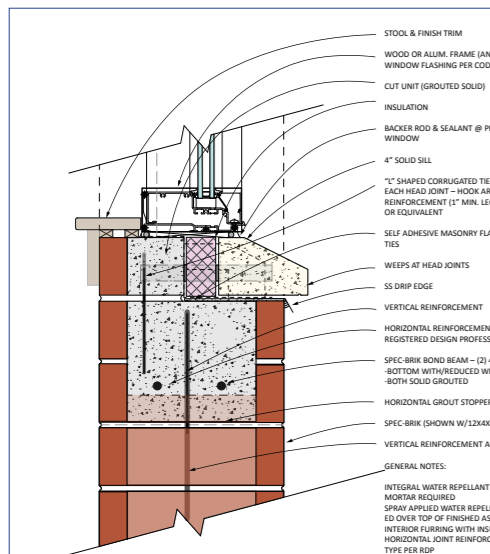 STOOL & FINISH TRIM
WOOD OR ALUM. FRAME (AN
WINDOW FLASHING PER COD
CUT UNIT (GROUTED SOLID)
INSULATION
BACKER ROD & SEALANT @ P
WINDOW
4" SOLID SILL
"L" SHAPED CORRUGATED TIE
EACH HEAD JOINT – HOOK AR
REINFORCEMENT (1" MIN. LE
OR EQUIVALENT
SELF ADHESIVE MASONRY FLA
TIES
WEEPS AT HEAD JOINTS
SS DRIP EDGE
VERTICAL REINFORCEMENT
HORIZONTAL REINFORCEMEN
REGISTERED DESIGN PROFESS
SPEC-BRIK BOND BEAM – (2) 4
-BOTTOM WITH/REDUCED W
-BOTH SOLID GROUTED
HORIZONTAL GROUT STOPPER
SPEC-BRIK (SHOWN W/12X4X
VERTICAL REINFORCEMENT A
GENERAL NOTES:
INTEGRAL WATER REPELLANT
MORTAR REQUIRED
SPRAY APPLIED WATER REPEL
ED OVER TOP OF FINISHED AS
INTERIOR FURRING WITH INS
HORIZONTAL JOINT REINFOR
TYPE PER RDP